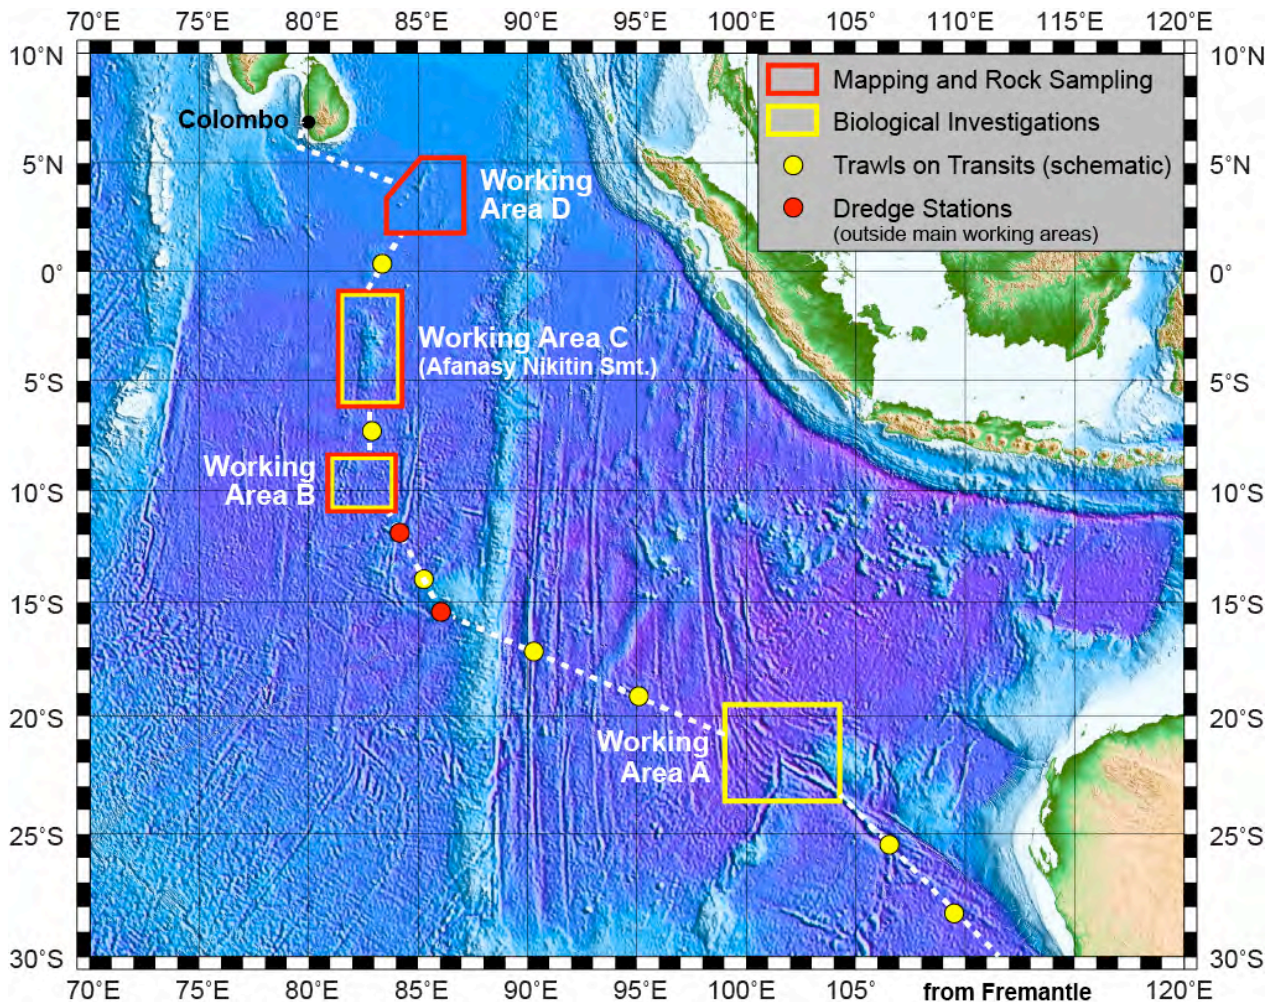 70°E 75°E 80°E 85°E 90°E 95°E 100°E 105°E 110°E 115°E 120°E
10°N 10°N
Mapping and Rock Sampling
Biological Investigations
Trawls on Transits (schematic)
Dredge Stations
(outside main working areas)
Colombo
5°N 5°N
Working
Area D
0° 0°
Working Area C
(Afanasy Nikitin Smt.)
5°S 5°S
Working
Area B
10°S 10°S
15°S 15°S
20°S 20°S
Working
Area A
25°S 25°S
30°S 30°S
70°E 75°E 80°E 85°E 90°E 95°E 100°E 105° from Fremantle 120°E